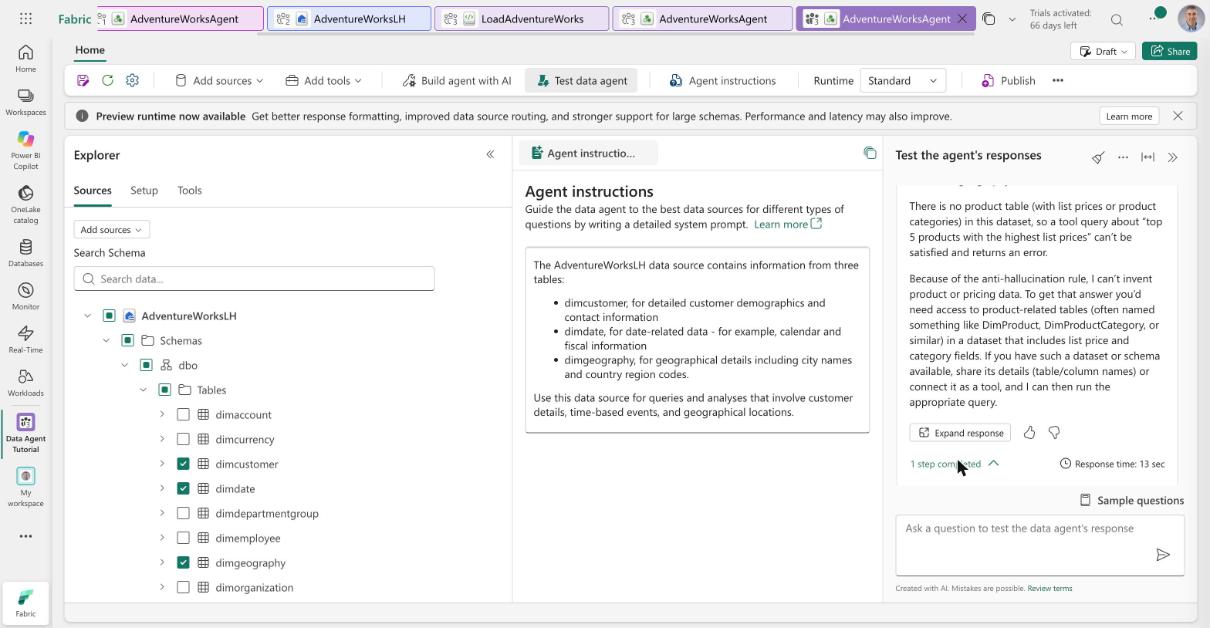 Fabric
AdventureWorksAgent
AdventureWorksLH
LoadAdventureWorks
AdventureWorksAgent
AdventureWorksAgent
Trials activated:
66 days left
Home
Draft
Share
Add sources
Add tools
Build agent with AI
Test data agent
Agent instructions
Runtime
Standard
Publish
Preview runtime now available Get better response formatting, improved data source routing, and stronger support for large schemas. Performance and latency may also improve.
Learn more
Home
Workspaces
Power BI
Copilot
OneLake
catalog
Databases
Monitor
Real-Time
Workloads
Data Agent
Tutorial
My
workspace
Fabric
Explorer
Sources
Setup
Tools
Add sources
Search Schema
Search data...
AdventureWorksLH
Schemas
dbo
Tables
dimaccount
dimcurrency
dimcustomer
dimdate
dimdepartmentgroup
dimemployee
dimgeography
dimorganization
Agent instructio...
Agent instructions
Guide the data agent to the best data sources for different types of
questions by writing a detailed system prompt. Learn more
The AdventureWorksLH data source contains information from three
tables:
• dimcustomer, for detailed customer demographics and
contact information
• dimdate, for date-related data - for example, calendar and
fiscal information
• dimgeography, for geographical details including city names
and country region codes.
Use this data source for queries and analyses that involve customer
details, time-based events, and geographical locations.
Test the agent's responses
There is no product table (with list prices or product
categories) in this dataset, so a tool query about "top
5 products with the highest list prices" can't be
satisfied and returns an error.
Because of the anti-hallucination rule, I can't invent
product or pricing data. To get that answer you'd
need access to product-related tables (often named
something like DimProduct, DimProductCategory, or
similar) in a dataset that includes list price and
category fields. If you have such a dataset or schema
available, share its details (table/column names) or
connect it as a tool, and I can then run the
appropriate query.
Expand response
1 step completed
Response time: 13 sec
Sample questions
Ask a question to test the data agent's response
Created with AI. Mistakes are possible. Review terms